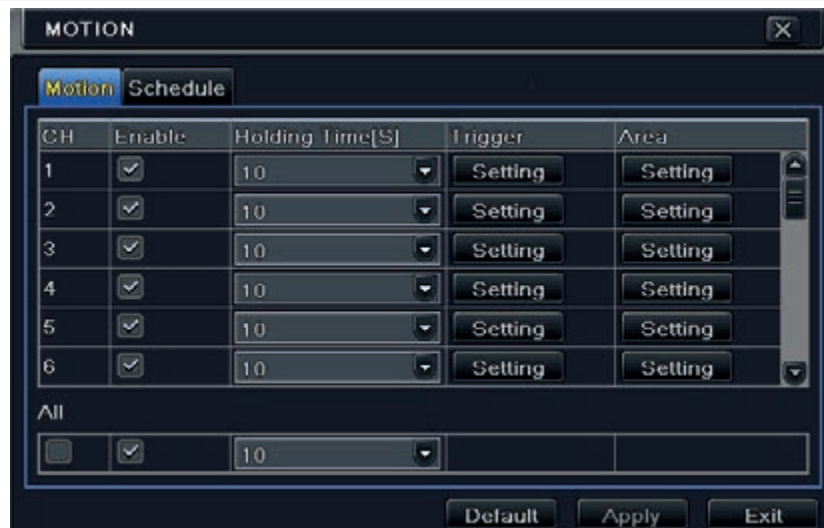 MOTION
Motion Schedule
CH Enable Holding Time[S] Trigger Area
1 10 Setting Setting
2 10 Setting Setting
3 10 Setting Setting
4 10 Setting Setting
5 10 Setting Setting
6 10 Setting Setting
All
10
Default Apply Exit